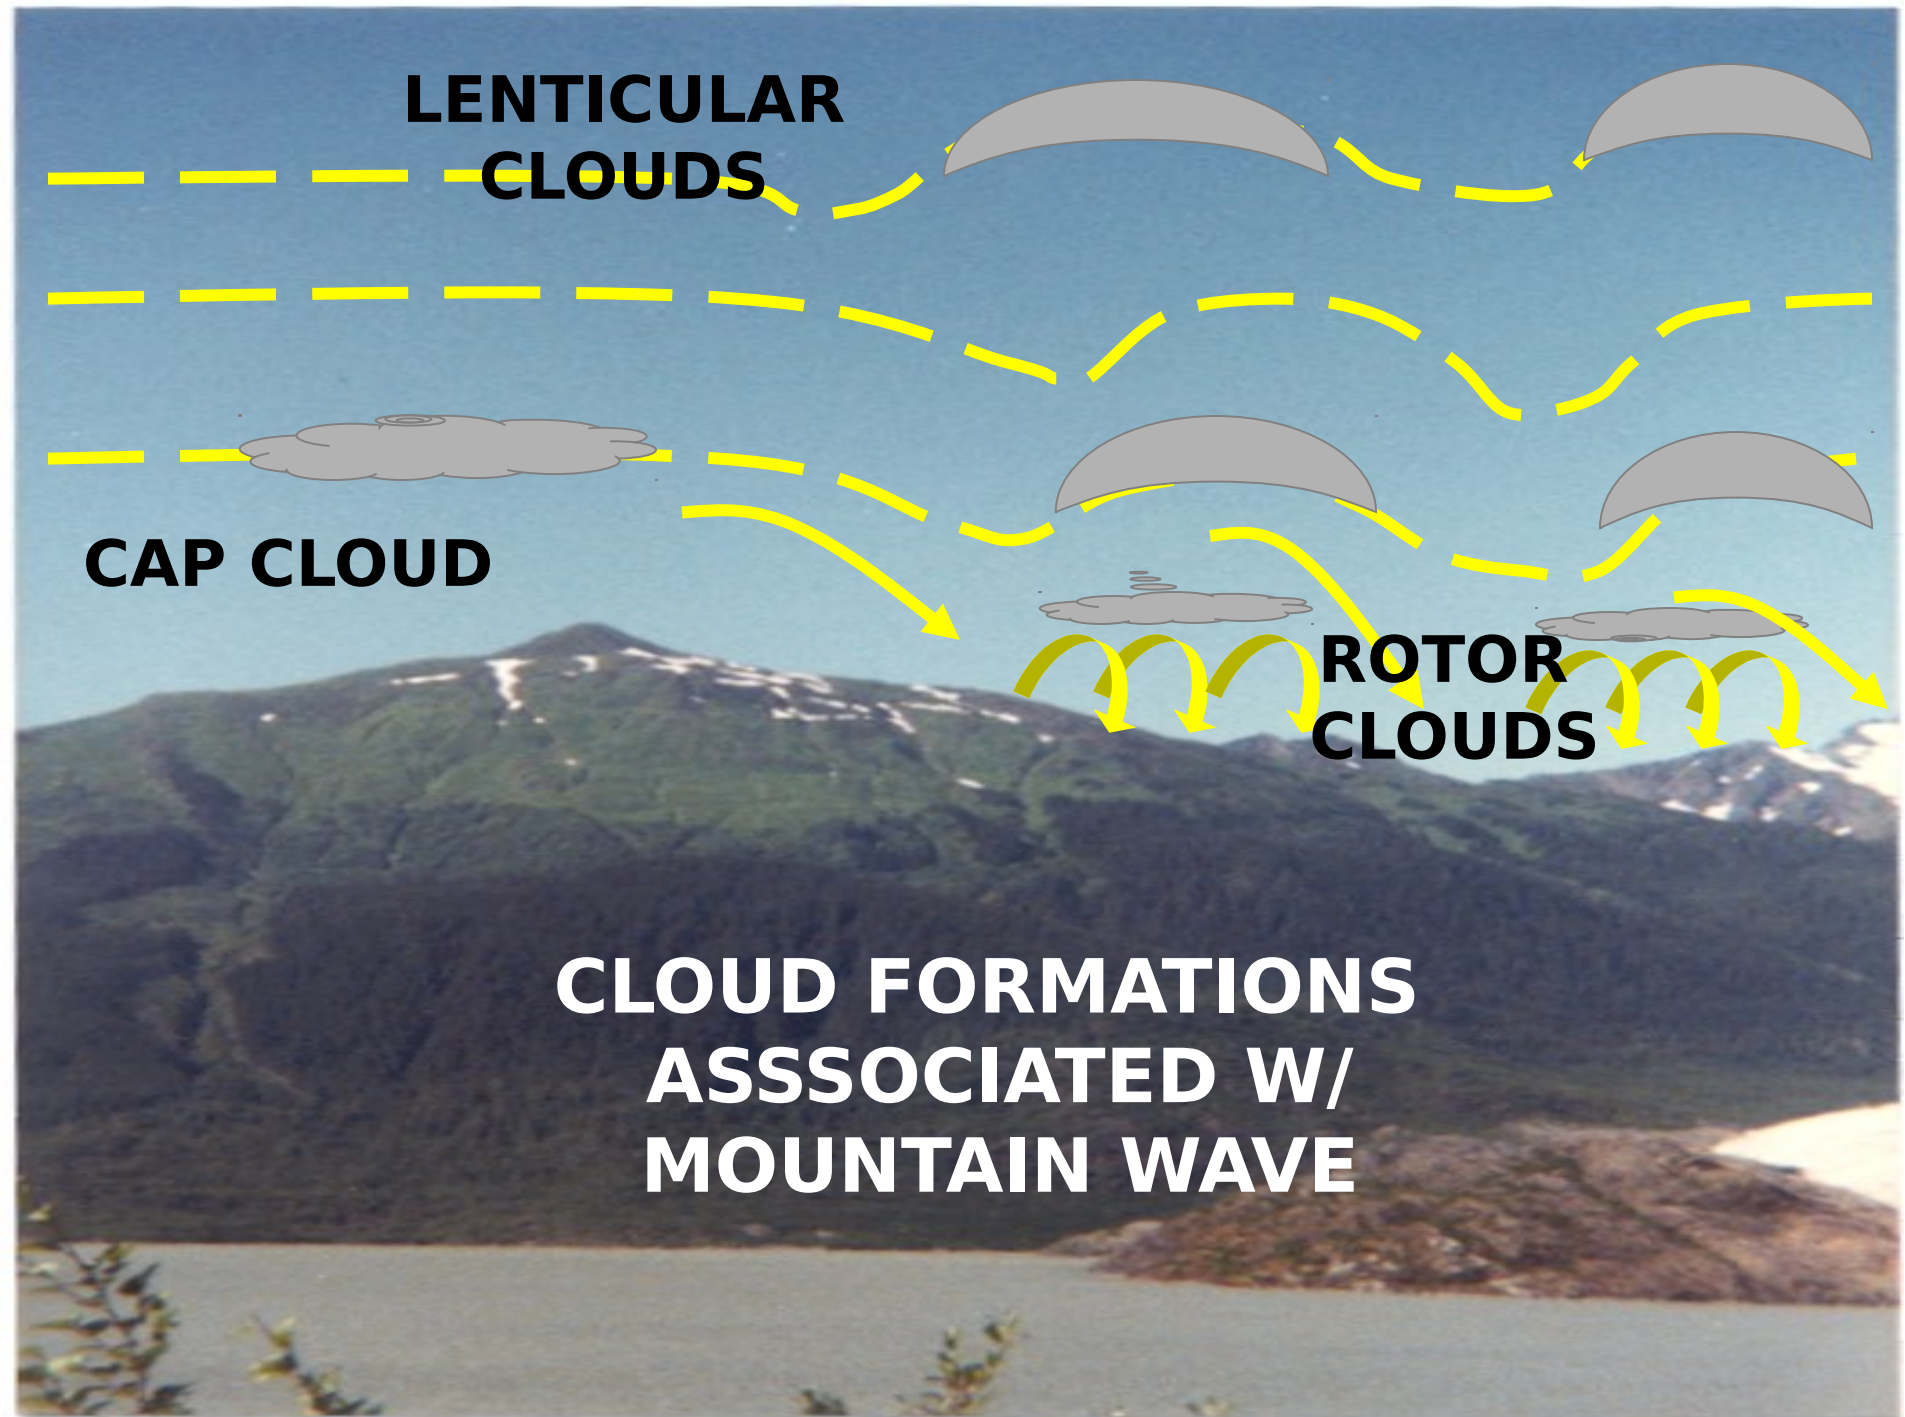 LENTICULAR
CLOUDS
CAP CLOUD
ROTOR
CLOUDS
CLOUD FORMATIONS
ASSSOCIATED W/
MOUNTAIN WAVE